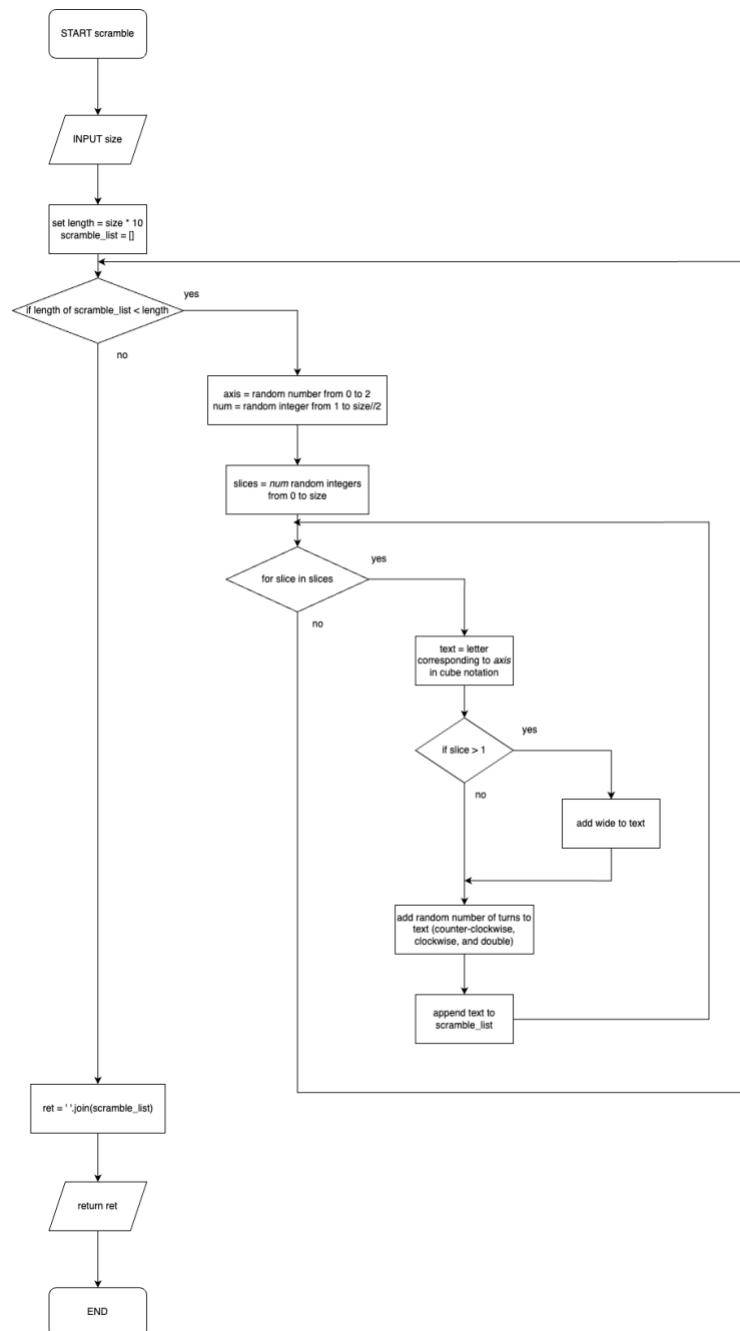 START scramble
INPUT size
set length = size * 10
scramble_list = []
if length of scramble_list < length
yes
no
axis = random number from 0 to 2
num = random integer from 1 to size//2
slices = num random integers
from 0 to size
for slice in slices
yes
no
text = letter
corresponding to axis
in cube notation
if slice > 1
yes
no
add wide to text
add random number of turns to
text (counter-clockwise,
clockwise, and double)
append text to
scramble_list
ret = ' '.join(scramble_list)
return ret
END